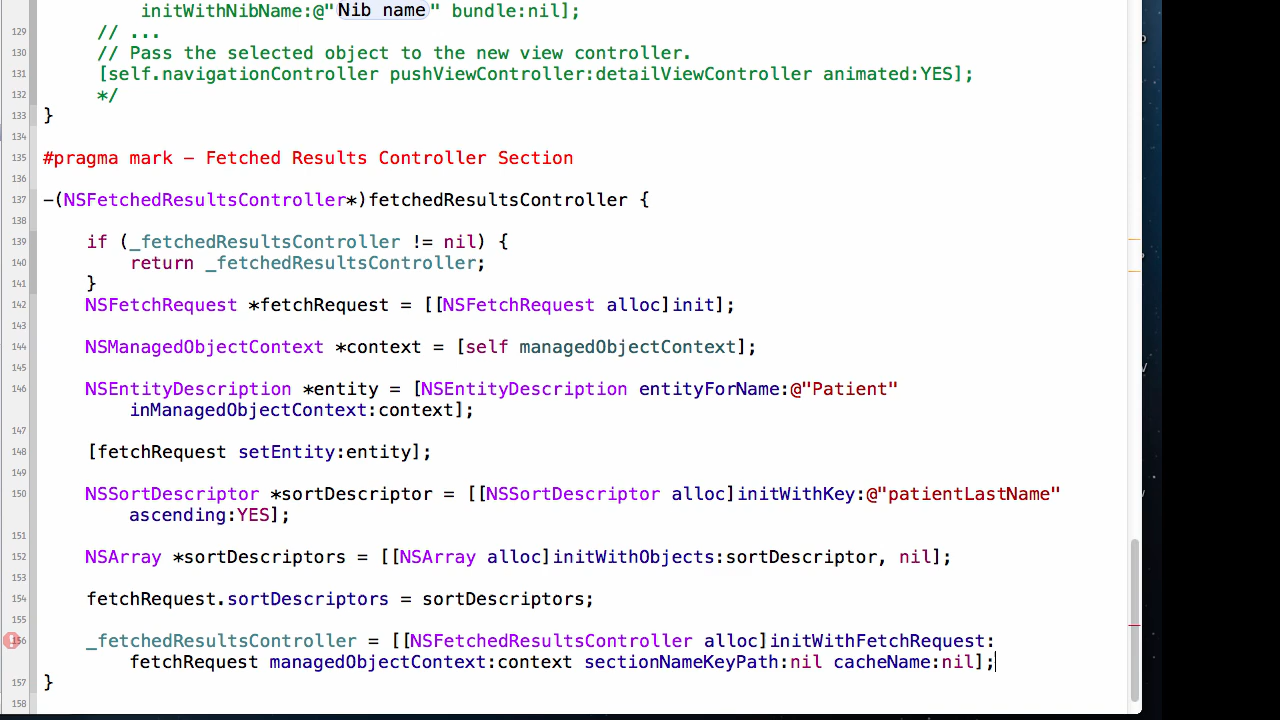 initWithNibName:@"Nib name" bundle:nil];
129 // ...
130 // Pass the selected object to the new view controller.
131 [self.navigationController pushViewController:detailViewController animated:YES];
132 */
133 }
134
135 #pragma mark – Fetched Results Controller Section
136
137 –(NSFetchedResultsController*)fetchedResultsController {
138
139 if (_fetchedResultsController != nil) {
140 return _fetchedResultsController;
141 }
142 NSFetchRequest *fetchRequest = [[NSFetchRequest alloc]init];
143
144 NSManagedObjectContext *context = [self managedObjectContext];
145
146 NSEntityDescription *entity = [NSEntityDescription entityForName:@"Patient"
inManagedObjectContext:context];
147
148 [fetchRequest setEntity:entity];
149
150 NSSortDescriptor *sortDescriptor = [[NSSortDescriptor alloc]initWithKey:@"patientLastName"
ascending:YES];
151
152 NSArray *sortDescriptors = [[NSArray alloc]initWithObjects:sortDescriptor, nil];
153
154 fetchRequest.sortDescriptors = sortDescriptors;
155
156 _fetchedResultsController = [[NSFetchedResultsController alloc]initWithFetchRequest:
fetchRequest managedObjectContext:context sectionNameKeyPath:nil cacheName:nil];
157 }
158